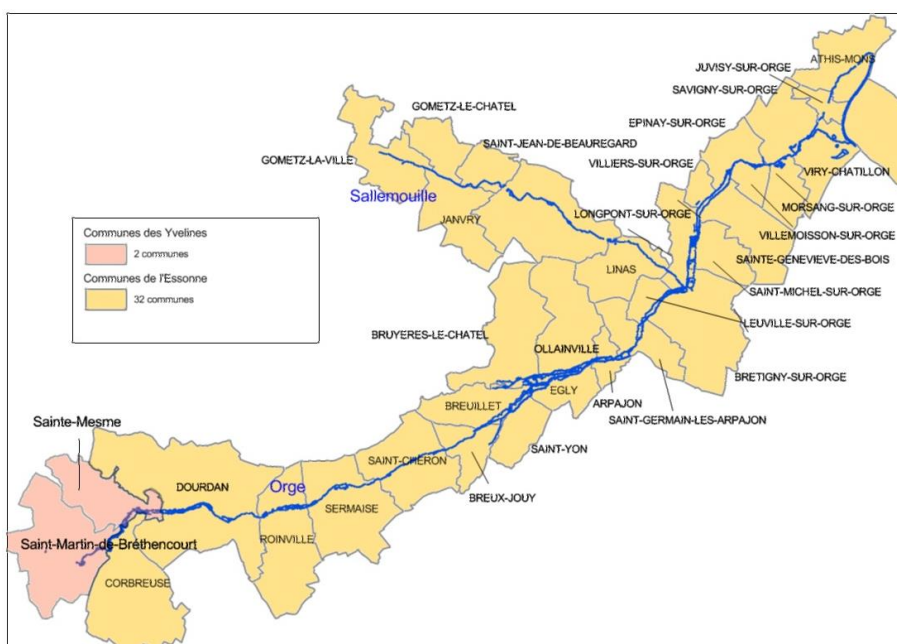 ATHIS-MONS
JUVISY-SUR-ORGE
SAVIGNY-SUR-ORGE
GOMETZ-LE-CHATEL
EPINAY-SUR-ORGE
SAINT-JEAN-DE-BEAUREGARD
GOMETZ-LA-VILLE
VILLIERS-SUR-ORGE
VIRY-CHATILLON
Sallemouille
MORSANG-SUR-ORGE
LONGPONT-SUR-ORGE
JANVRY
Communes des Yvelines
2 communes
Communes de l'Essonne
32 communes
VILLEMOISSON-SUR-ORGE
SAINTE-GENEVIEVE-DES-BOIS
LINAS
SAINT-MICHEL-SUR-ORGE
LEUVILLE-SUR-ORGE
BRUYERES-LE-CHATEL
OLLAINVILLE
BRETIGNY-SUR-ORGE
EGLY
ARPAJON
BREUILLET
SAINT-GERMAIN-LES-ARPAJON
Sainte-Mesme
SAINT-YON
SAINT-CHERON
DOURDAN
Orge
BREUX-JOUY
SERMAISE
ROINVILLE
Saint-Martin-de-Bréthencourt
CORBREUSE